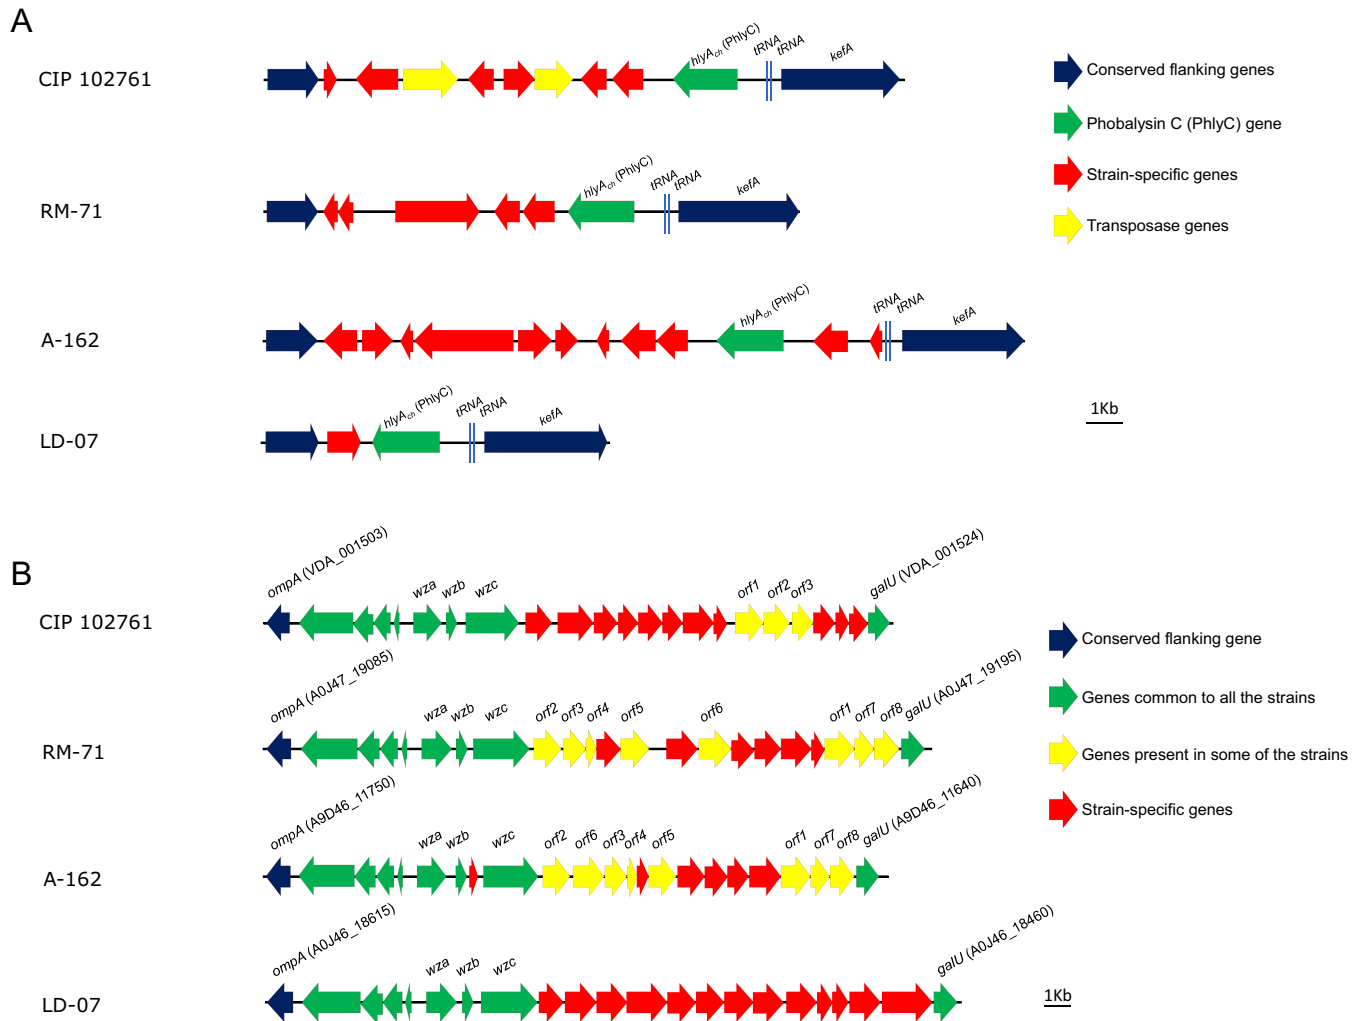 A
CIP 102761
hlyAch (PhlyC)
tRNA
tRNA
kefA
Conserved flanking genes
Phobalysin C (PhlyC) gene
Strain-specific genes
Transposase genes
RM-71
hlyAch (PhlyC)
tRNA
tRNA
kefA
A-162
hlyAch (PhlyC)
tRNA
tRNA
kefA
1Kb
LD-07
hlyAch (PhlyC)
tRNA
tRNA
kefA
B
CIP 102761
ompA (VDA_001503)
wza
wzb
wzc
orf1
orf2
orf3
galU (VDA_001524)
Conserved flanking gene
Genes common to all the strains
Genes present in some of the strains
Strain-specific genes
RM-71
ompA (A0J47_19085)
wza
wzb
wzc
orf2
orf3
orf4
orf5
orf6
orf1
orf7
orf8
galU (A0J47_19195)
A-162
ompA (A9D46_11750)
wza
wzb
wzc
orf2
orf6
orf3
orf4
orf5
orf1
orf7
orf8
galU (A9D46_11640)
LD-07
ompA (A0J46_18615)
wza
wzb
wzc
galU (A0J46_18460)
1Kb